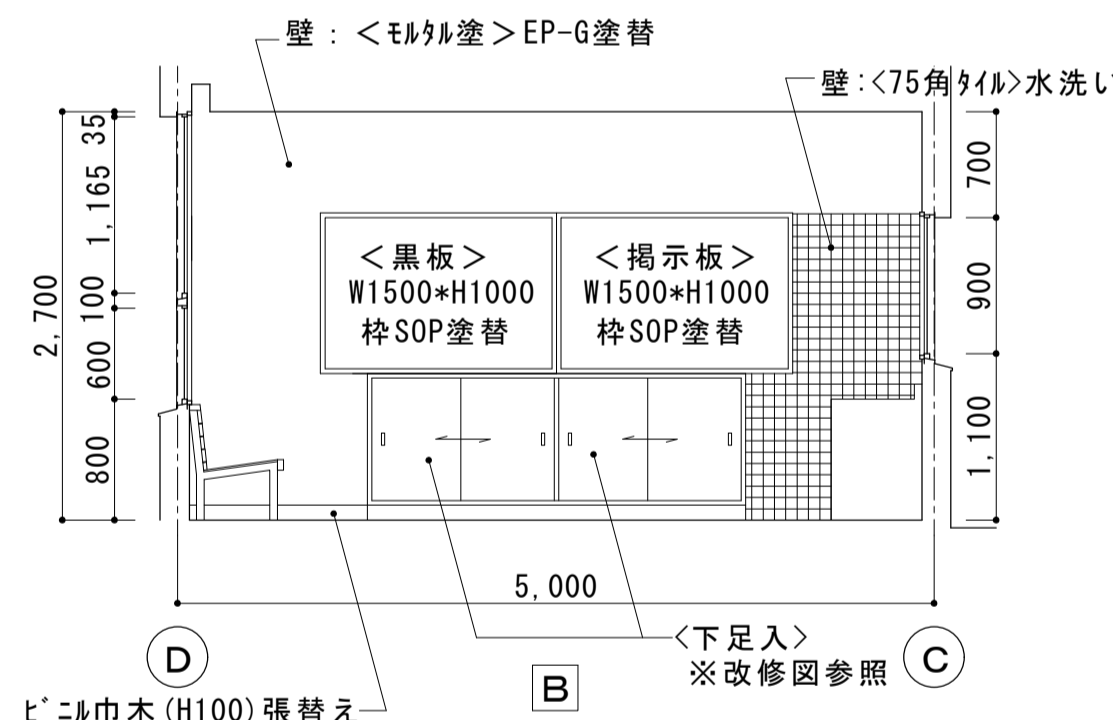 壁：＜ﾓﾙﾀﾙ塗＞EP-G塗替
壁:<75角ﾀｲﾙ>水洗い
35
1,165
100
600
800
2,700
700
900
1,100
＜黒板＞
W1500*H1000
枠SOP塗替
＜掲示板＞
W1500*H1000
枠SOP塗替
5,000
D
C
B
<下足入>
※改修図参照
ﾋﾞﾆﾙ巾木(H100)張替え